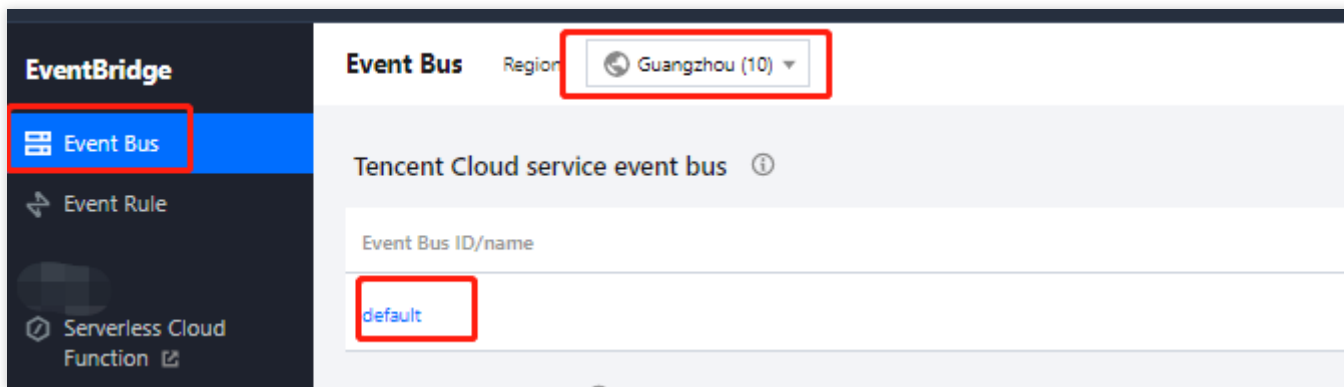 EventBridge
Event Bus
Event Rule
Serverless Cloud
Function
Event Bus Region Guangzhou (10)
Tencent Cloud service event bus
Event Bus ID/name
default